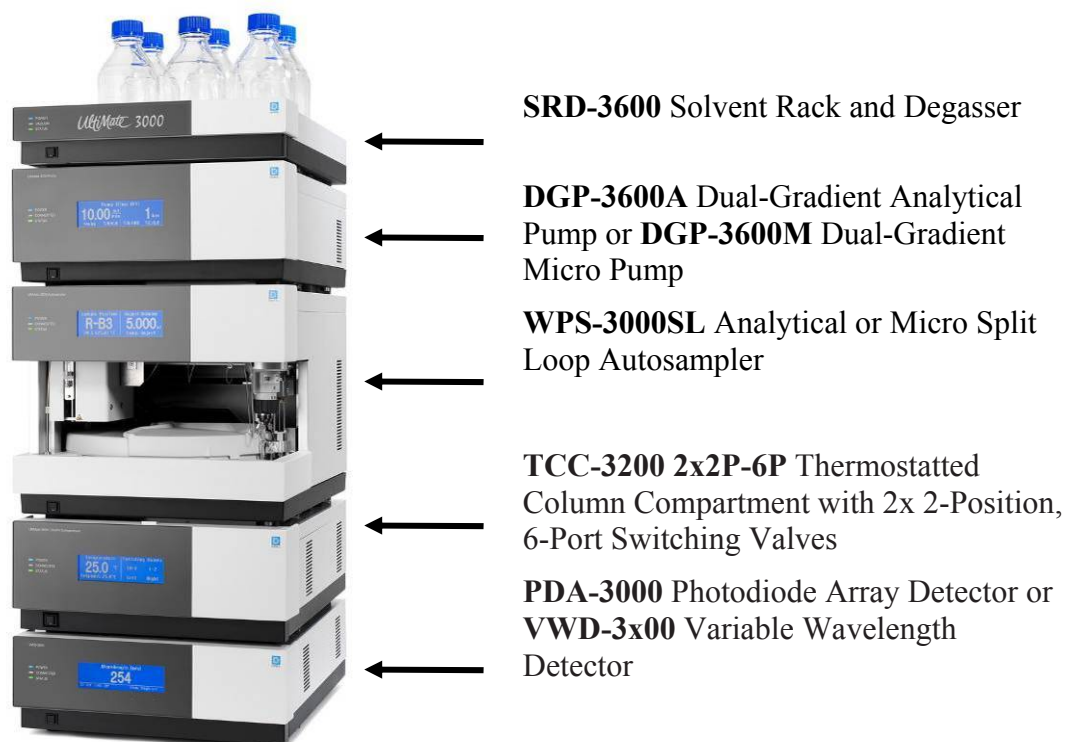 SRD-3600 Solvent Rack and Degasser
UltiMate 3000
DGP-3600A Dual-Gradient Analytical
Pump or DGP-3600M Dual-Gradient
Micro Pump
10.00
1
WPS-3000SL Analytical or Micro Split
Loop Autosampler
R-B3
5.000
TCC-3200 2x2P-6P Thermostatted
Column Compartment with 2x 2-Position,
6-Port Switching Valves
25.0
PDA-3000 Photodiode Array Detector or
VWD-3x00 Variable Wavelength
Detector
254